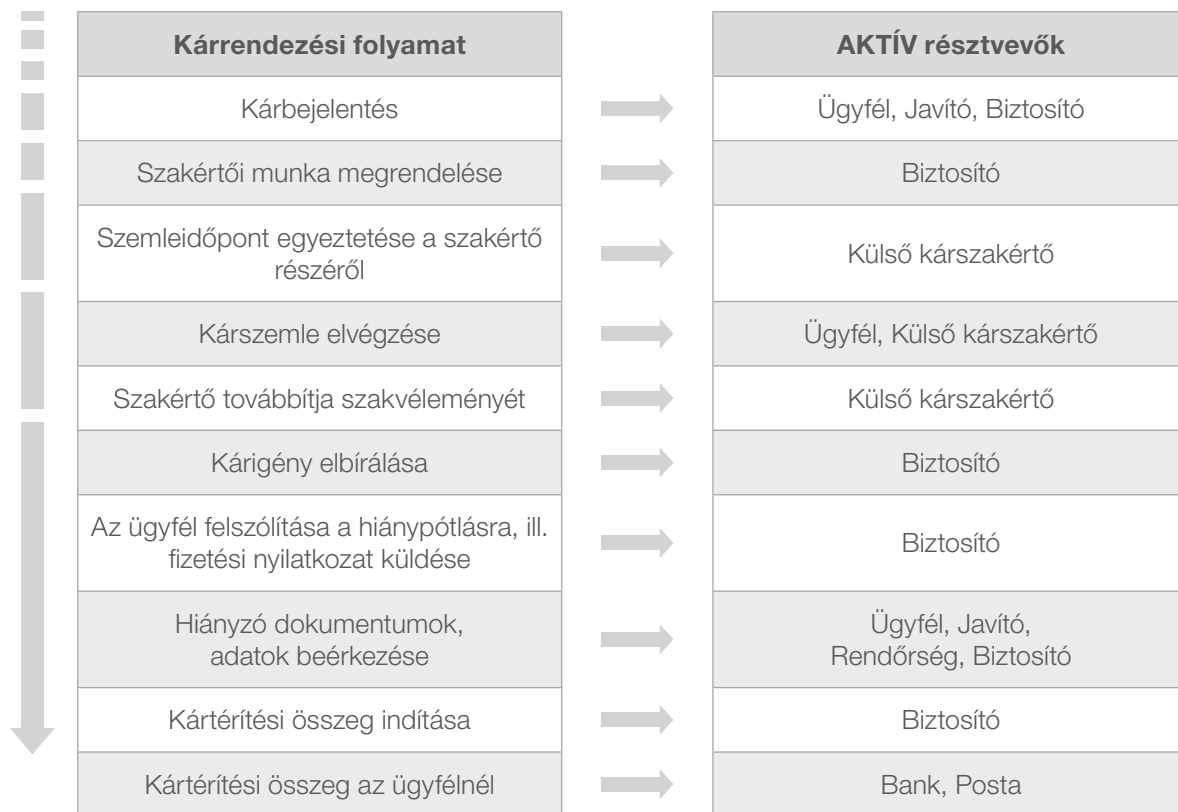 Kárrendezési folyamat
AKTÍV résztvevők
Kárbejelentés
Ügyfél, Javító, Biztosító
Szakértői munka megrendelése
Biztosító
Szemleidőpont egyeztetése a szakértő
részéről
Külső kárszakértő
Kárszemle elvégzése
Ügyfél, Külső kárszakértő
Szakértő továbbítja szakvéleményét
Külső kárszakértő
Kárigény elbírálása
Biztosító
Az ügyfél felszólítása a hiánypótlásra, ill.
fizetési nyilatkozat küldése
Biztosító
Hiányzó dokumentumok,
adatok beérkezése
Ügyfél, Javító,
Rendőrség, Biztosító
Kártérítési összeg indítása
Biztosító
Kártérítési összeg az ügyfélnél
Bank, Posta